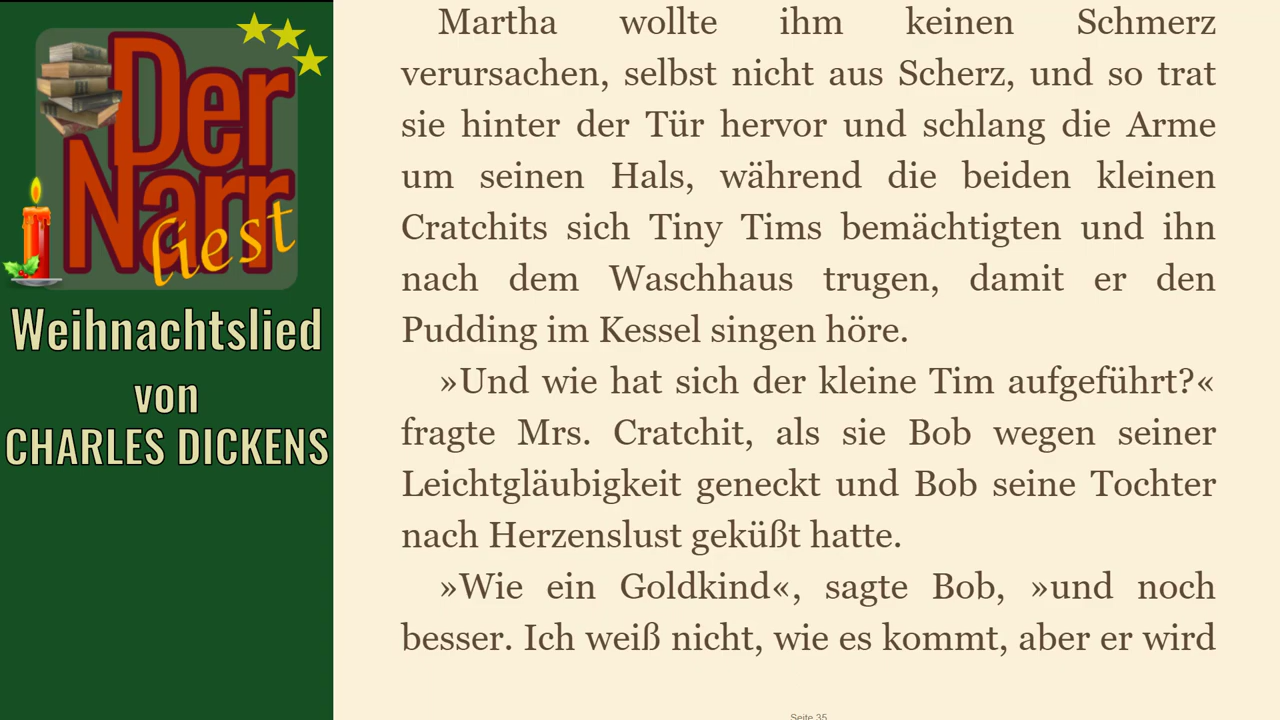 Der
Narr
liest
Weihnachtslied
von
CHARLES DICKENS
Martha wollte ihm keinen Schmerz
verursachen, selbst nicht aus Scherz, und so trat
sie hinter der Tür hervor und schlang die Arme
um seinen Hals, während die beiden kleinen
Cratchits sich Tiny Tims bemächtigten und ihn
nach dem Waschhaus trugen, damit er den
Pudding im Kessel singen höre.
»Und wie hat sich der kleine Tim aufgeführt?«
fragte Mrs. Cratchit, als sie Bob wegen seiner
Leichtgläubigkeit geneckt und Bob seine Tochter
nach Herzenslust geküßt hatte.
»Wie ein Goldkind«, sagte Bob, »und noch
besser. Ich weiß nicht, wie es kommt, aber er wird
Seite 35